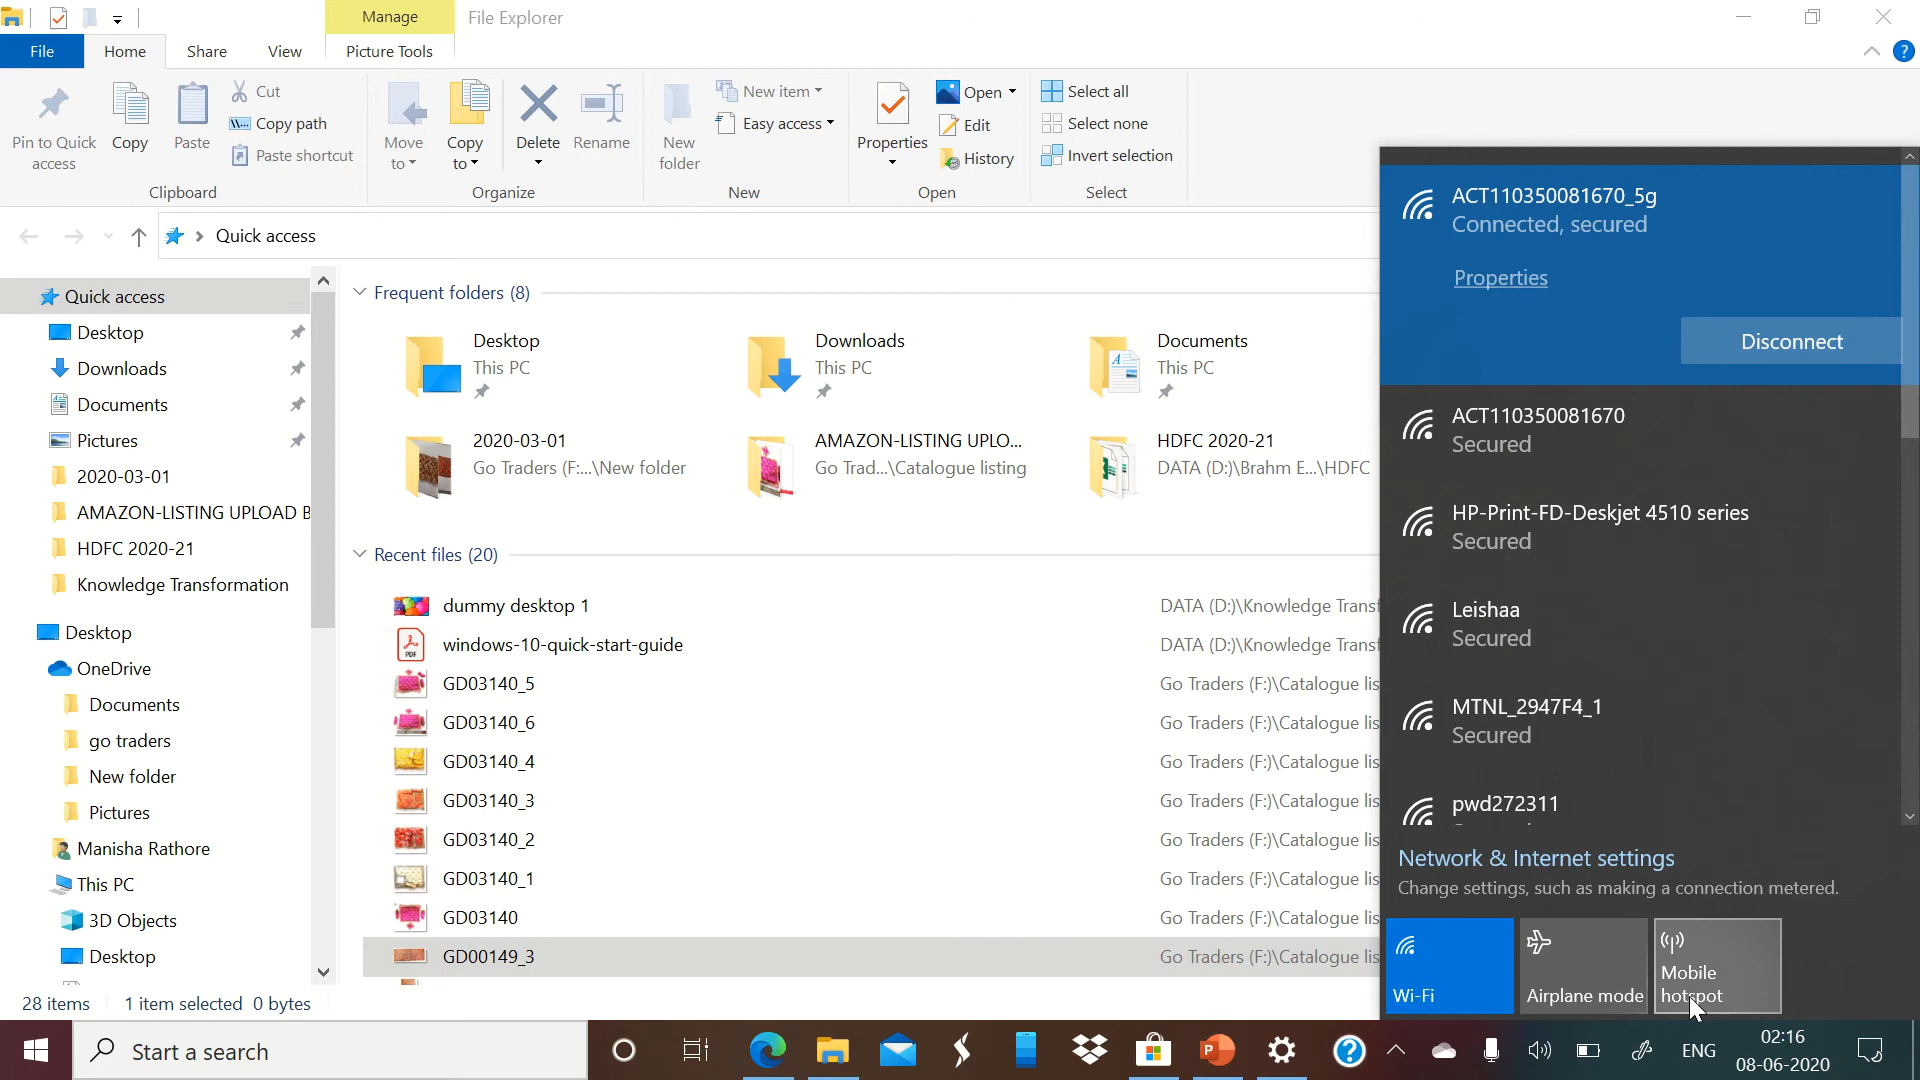 Manage
File Explorer
File
Home
Share
View
Picture Tools
Pin to Quick
access
Copy
Paste
Cut
Copy path
Paste shortcut
Clipboard
Move
to
Copy
to
Delete
Rename
Organize
New
folder
New item
Easy access
New
Properties
Open
Edit
History
Open
Select all
Select none
Invert selection
Select
Quick access
Quick access
Desktop
Downloads
Documents
Pictures
2020-03-01
AMAZON-LISTING UPLOAD B
HDFC 2020-21
Knowledge Transformation
Desktop
OneDrive
Documents
go traders
New folder
Pictures
Manisha Rathore
This PC
3D Objects
Desktop
Frequent folders (8)
Desktop
This PC
Downloads
This PC
Documents
This PC
2020-03-01
Go Traders (F:...\New folder
AMAZON-LISTING UPLO...
Go Trad...\Catalogue listing
HDFC 2020-21
DATA (D:)\Brahm E...\HDFC
Recent files (20)
dummy desktop 1 DATA (D:)\Knowledge Transf
windows-10-quick-start-guide DATA (D:)\Knowledge Transf
GD03140_5 Go Traders (F:)\Catalogue lis
GD03140_6 Go Traders (F:)\Catalogue lis
GD03140_4 Go Traders (F:)\Catalogue lis
GD03140_3 Go Traders (F:)\Catalogue lis
GD03140_2 Go Traders (F:)\Catalogue lis
GD03140_1 Go Traders (F:)\Catalogue lis
GD03140 Go Traders (F:)\Catalogue lis
GD00149_3 Go Traders (F:)\Catalogue lis
28 items 1 item selected 0 bytes
ACT110350081670_5g
Connected, secured
Properties
Disconnect
ACT110350081670
Secured
HP-Print-FD-Deskjet 4510 series
Secured
Leishaa
Secured
MTNL_2947F4_1
Secured
pwd272311
Network & Internet settings
Change settings, such as making a connection metered.
Wi-Fi
Airplane mode
Mobile
hotspot
Start a search
ENG
02:16
08-06-2020